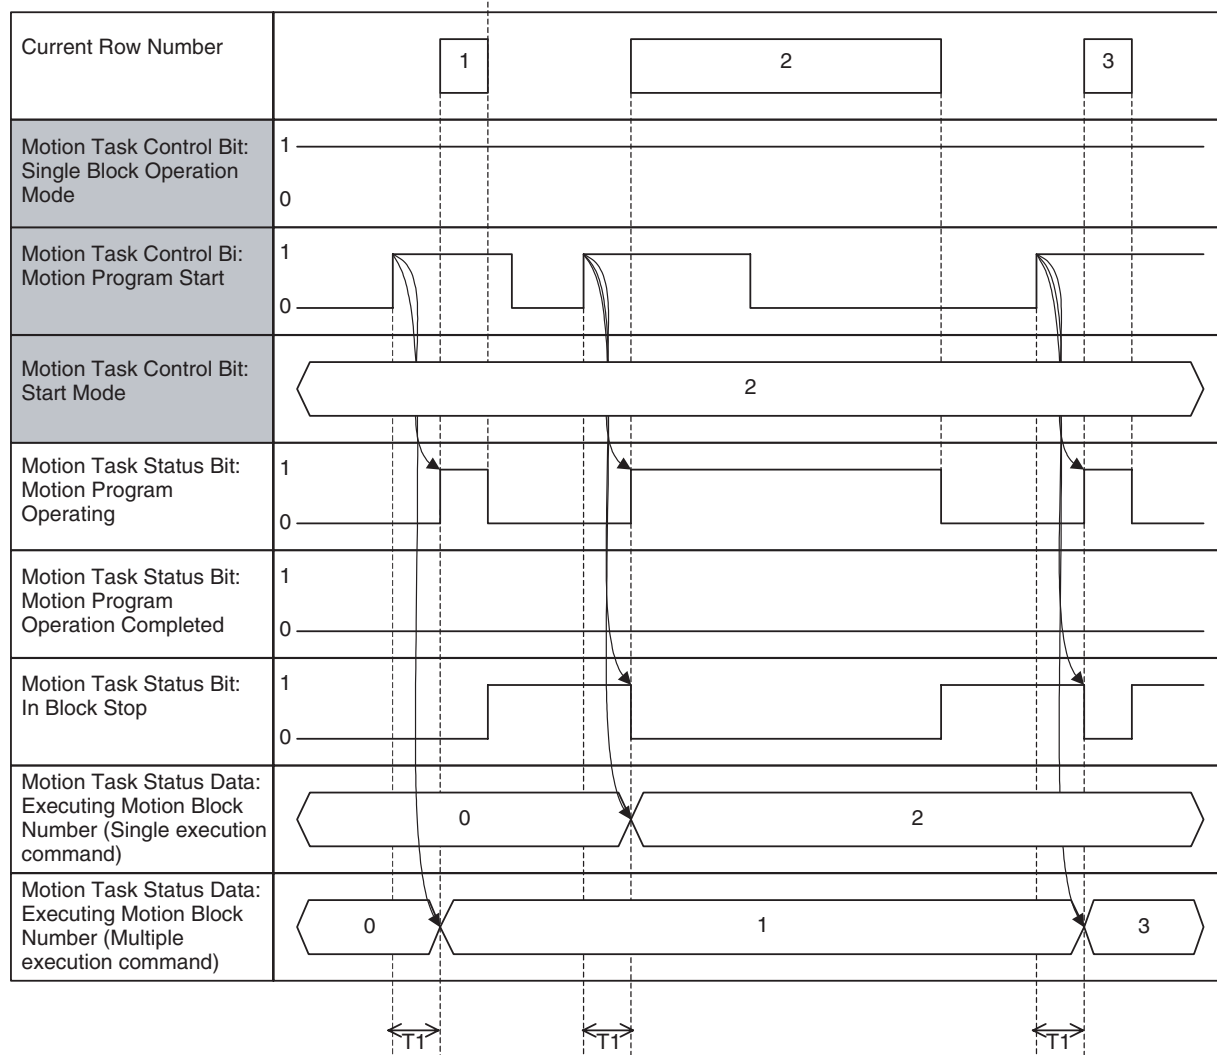 Current Row Number
1
2
3
Motion Task Control Bit:
Single Block Operation
Mode
1
0
Motion Task Control Bi:
Motion Program Start
1
0
Motion Task Control Bit:
Start Mode
2
Motion Task Status Bit:
Motion Program
Operating
1
0
Motion Task Status Bit:
Motion Program
Operation Completed
1
0
Motion Task Status Bit:
In Block Stop
1
0
Motion Task Status Data:
Executing Motion Block
Number (Single execution
command)
0
2
Motion Task Status Data:
Executing Motion Block
Number (Multiple
execution command)
0
1
3
T1
T1
T1